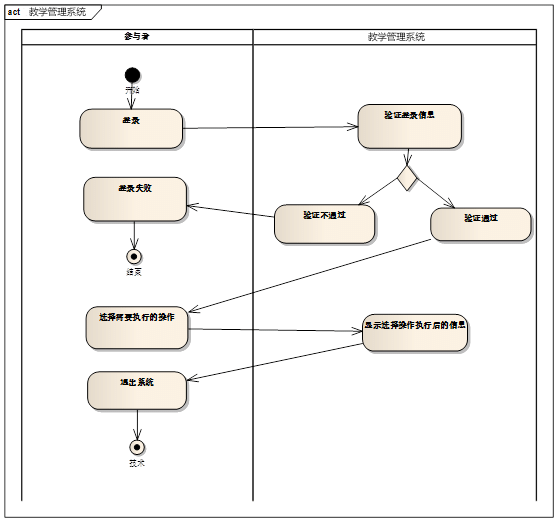 act 教学管理系统
参与者
教学管理系统
开始
登录
验证登录信息
登录失败
验证不通过
验证通过
结束
选择需要执行的操作
显示选择操作执行后的信息
退出系统
技术